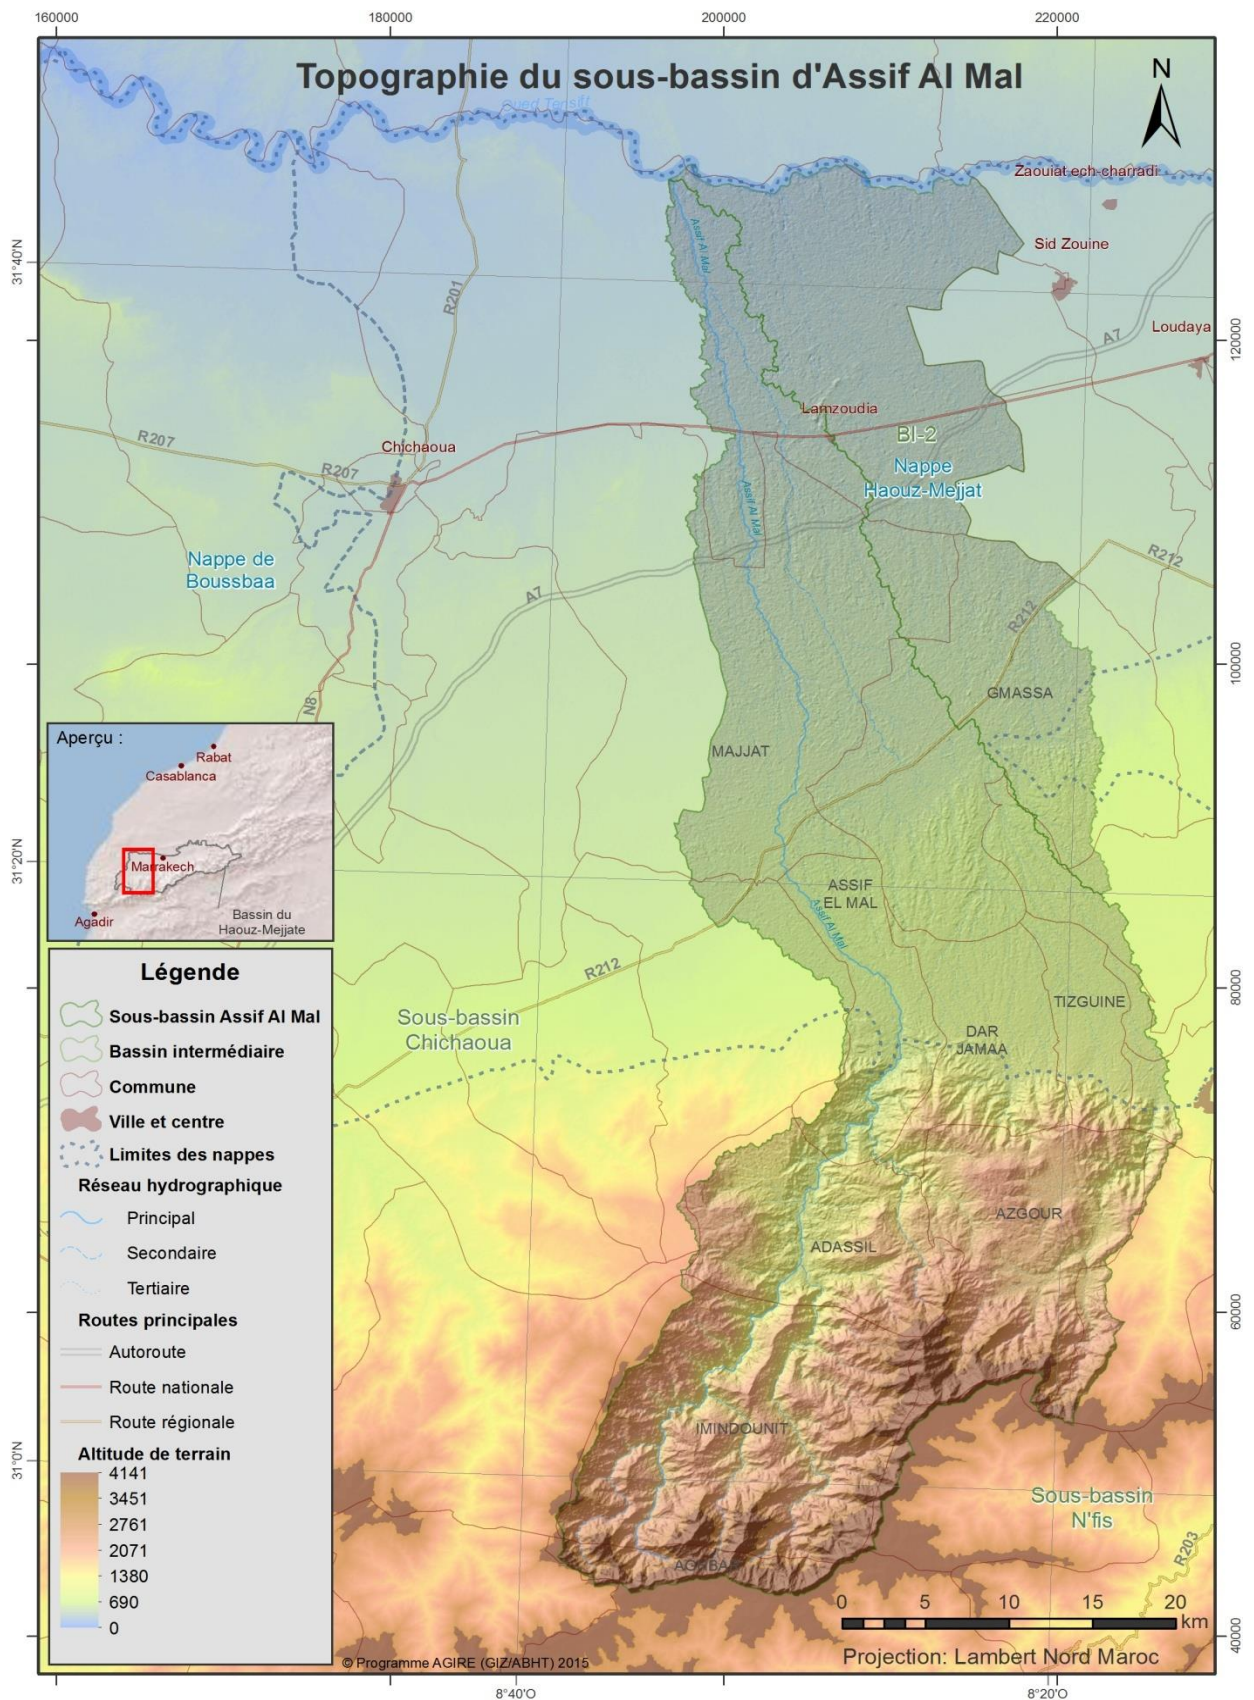 160000
180000
200000
220000
Topographie du sous-bassin d'Assif Al Mal
N
Oued Tensift
Zaouiat ech-charradi
Assif Al Mal
Sid Zouine
31°40'N
R201
A7
Loudaya
120000
Lamzoudia
R207
Chichaoua
BI-2
R207
Nappe
Haouz-Mejjat
Assif Al Mal
Nappe de
Boussbaa
R212
A7
R212
100000
GMASSA
N8
MAJJAT
Aperçu :
Rabat
Casablanca
Marrakech
Agadir
Bassin du
Haouz-Mejjate
31°20'N
ASSIF
EL MAL
Assif Al Mal
R212
80000
TIZGUINE
Sous-bassin
Chichaoua
DAR
JAMAA
Légende
Sous-bassin Assif Al Mal
Bassin intermédiaire
Commune
Ville et centre
Limites des nappes
Réseau hydrographique
Principal
Secondaire
Tertiaire
Routes principales
Autoroute
Route nationale
Route régionale
Altitude de terrain
4141
3451
2761
2071
1380
690
0
AZGOUR
ADASSIL
60000
IMINDOUNIT
31°0'N
Sous-bassin
N'fis
R203
0 5 10 15 20
km
40000
Projection: Lambert Nord Maroc
© Programme AGIRE (GIZ/ABHT) 2015
8°40'O
8°20'O